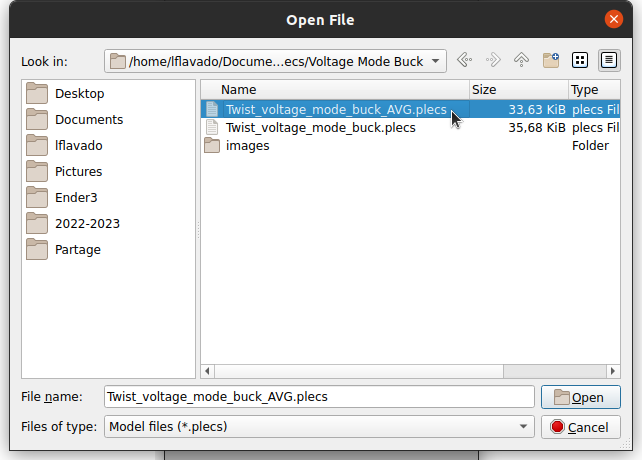 Open File
Look in: /home/lflavado/Docume...ecs/Voltage Mode Buck
Desktop
Documents
lflavado
Pictures
Ender3
2022-2023
Partage
Name Size Type
Twist_voltage_mode_buck_AVG.plecs 33,63 KiB plecs Fil
Twist_voltage_mode_buck.plecs 35,68 KiB plecs Fil
images Folder
File name: Twist_voltage_mode_buck_AVG.plecs Open
Files of type: Model files (*.plecs) Cancel